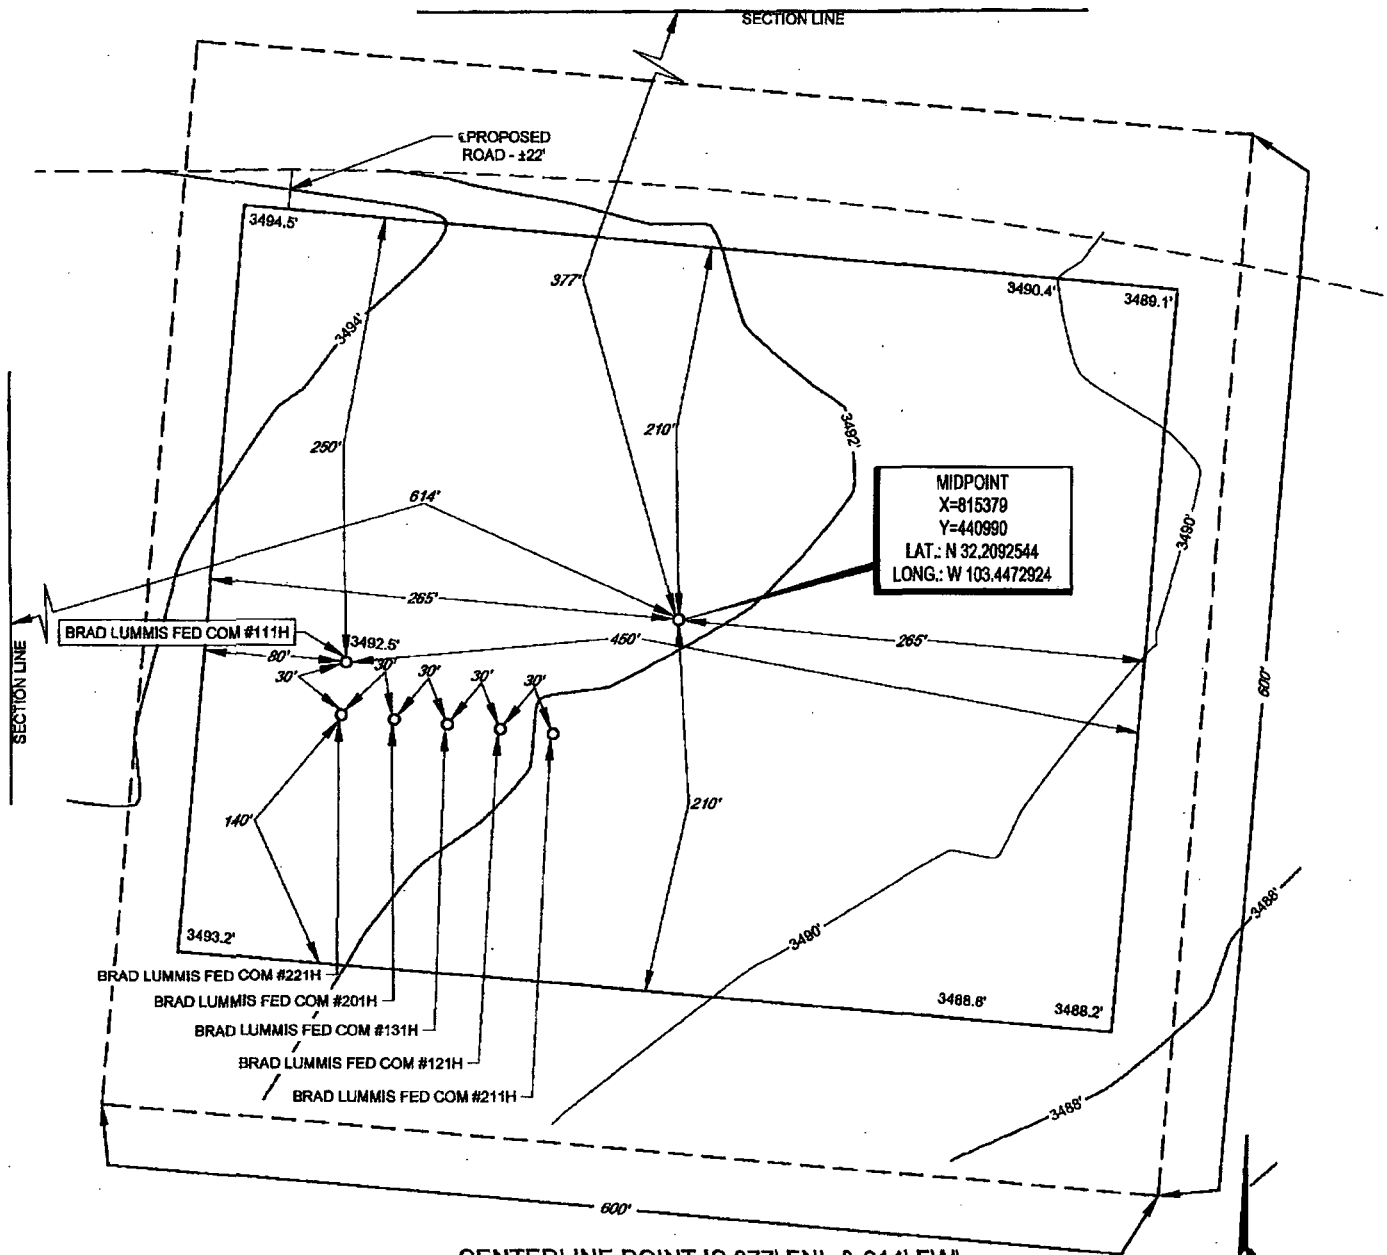 SECTION LINE
℄ PROPOSED
ROAD - ±22'
3494.5'
377'
3490.4'
3489.1'
3494'
250'
210'
3492'
614'
MIDPOINT
X=815379
Y=440990
LAT.: N 32.2092544
LONG.: W 103.4472924
3490'
265'
BRAD LUMMIS FED COM #111H
3492.5'
450'
265'
80'
SECTION LINE
30'
30'
30'
30'
30'
600'
140'
210'
3488'
3493.2'
3490'
BRAD LUMMIS FED COM #221H
BRAD LUMMIS FED COM #201H
3488.6'
3488.2'
BRAD LUMMIS FED COM #131H
BRAD LUMMIS FED COM #121H
BRAD LUMMIS FED COM #211H
3488'
600'